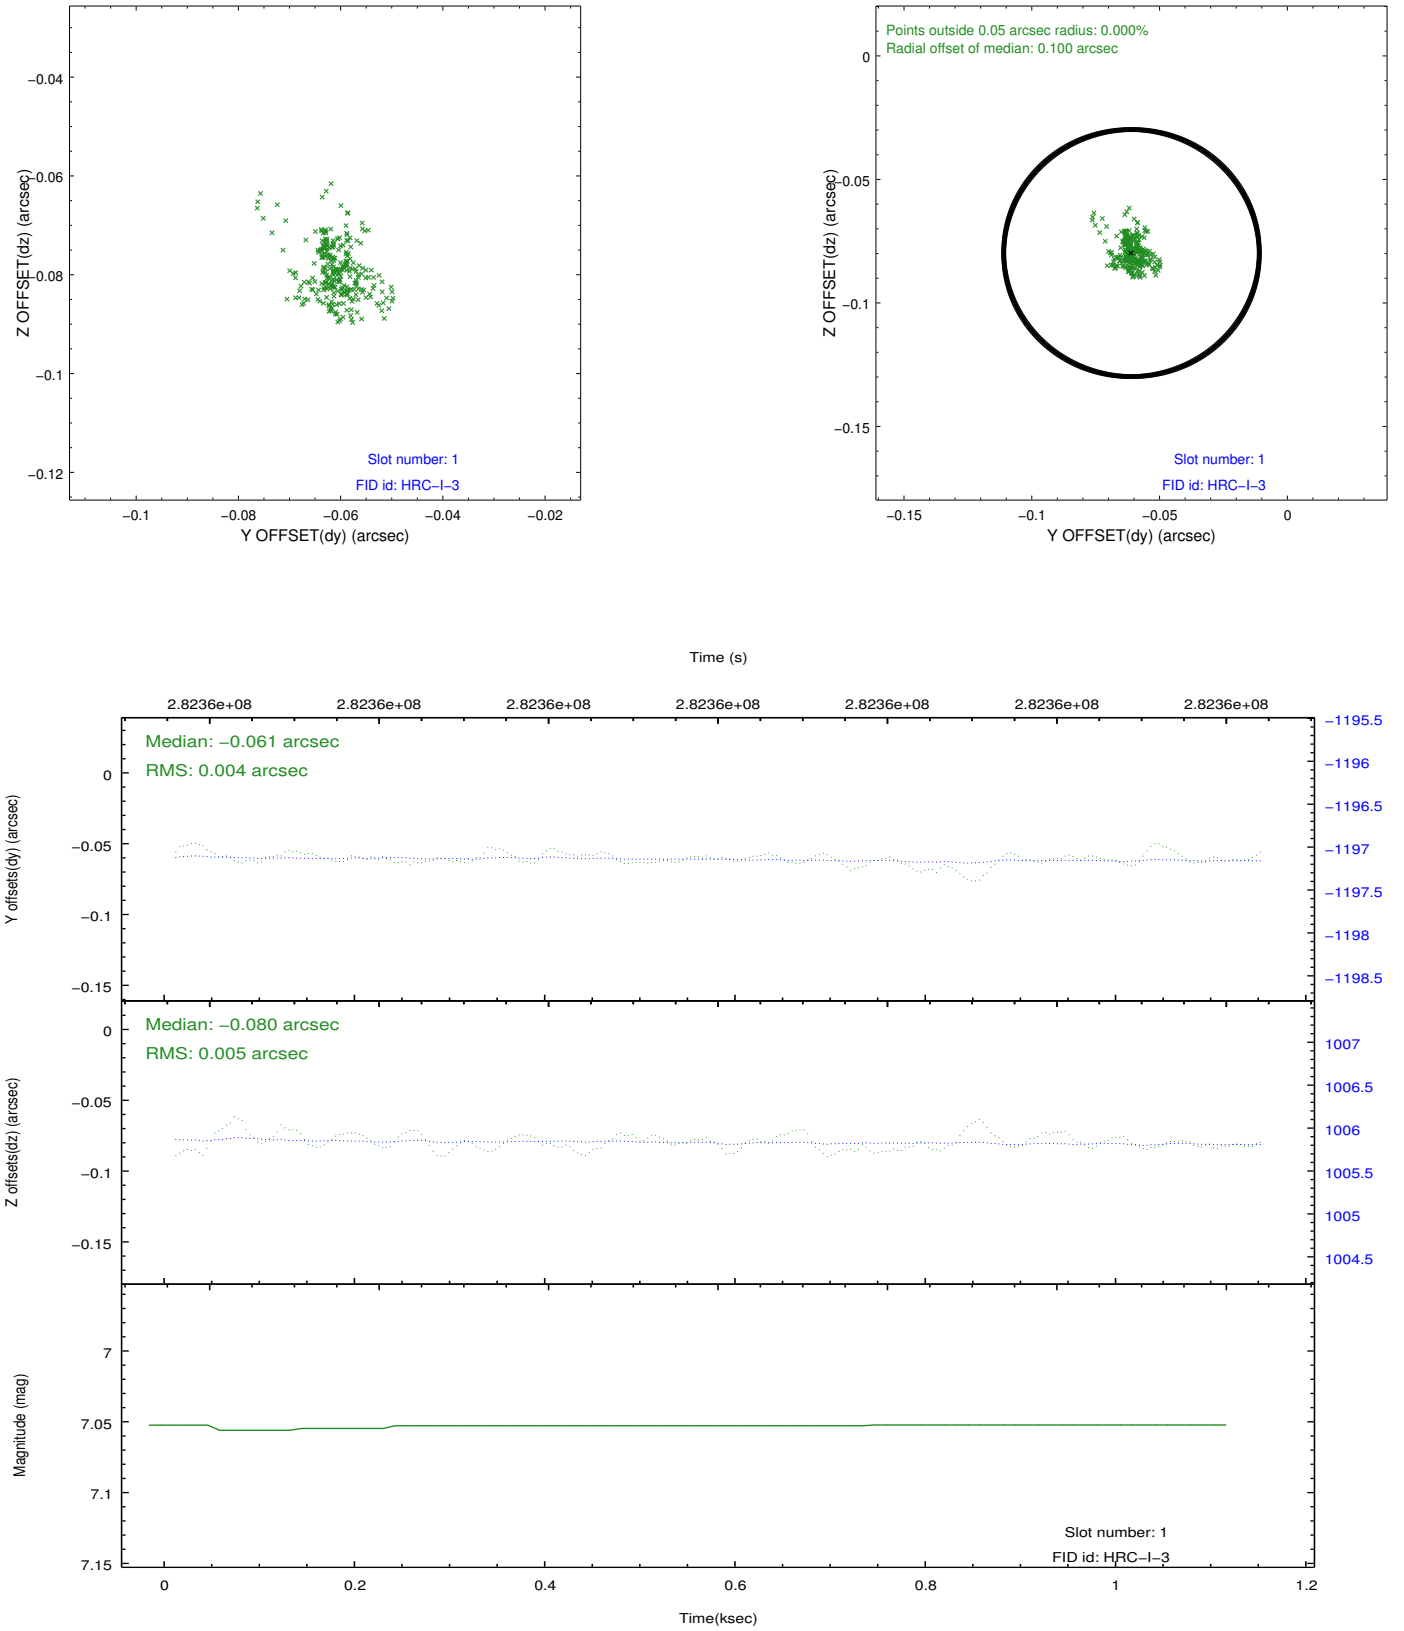 −0.04
−0.06
−0.08
−0.1
−0.12
Z OFFSET(dz) (arcsec)
Slot number: 1
FID id: HRC−I−3
−0.1
−0.08
−0.06
−0.04
−0.02
Y OFFSET(dy) (arcsec)
Points outside 0.05 arcsec radius: 0.000%
Radial offset of median: 0.100 arcsec
0
−0.05
−0.1
−0.15
Z OFFSET(dz) (arcsec)
Slot number: 1
FID id: HRC−I−3
−0.15
−0.1
−0.05
0
Y OFFSET(dy) (arcsec)
Time (s)
2.8236e+08
2.8236e+08
2.8236e+08
2.8236e+08
2.8236e+08
2.8236e+08
2.8236e+08
Median: −0.061 arcsec
RMS: 0.004 arcsec
0
−0.05
−0.1
−0.15
Y offsets(dy) (arcsec)
−1195.5
−1196
−1196.5
−1197
−1197.5
−1198
−1198.5
Median: −0.080 arcsec
RMS: 0.005 arcsec
0
−0.05
−0.1
−0.15
Z offsets(dz) (arcsec)
1007
1006.5
1006
1005.5
1005
1004.5
7
7.05
7.1
7.15
Magnitude (mag)
Slot number: 1
FID id: HRC−I−3
0
0.2
0.4
0.6
0.8
1
1.2
Time(ksec)